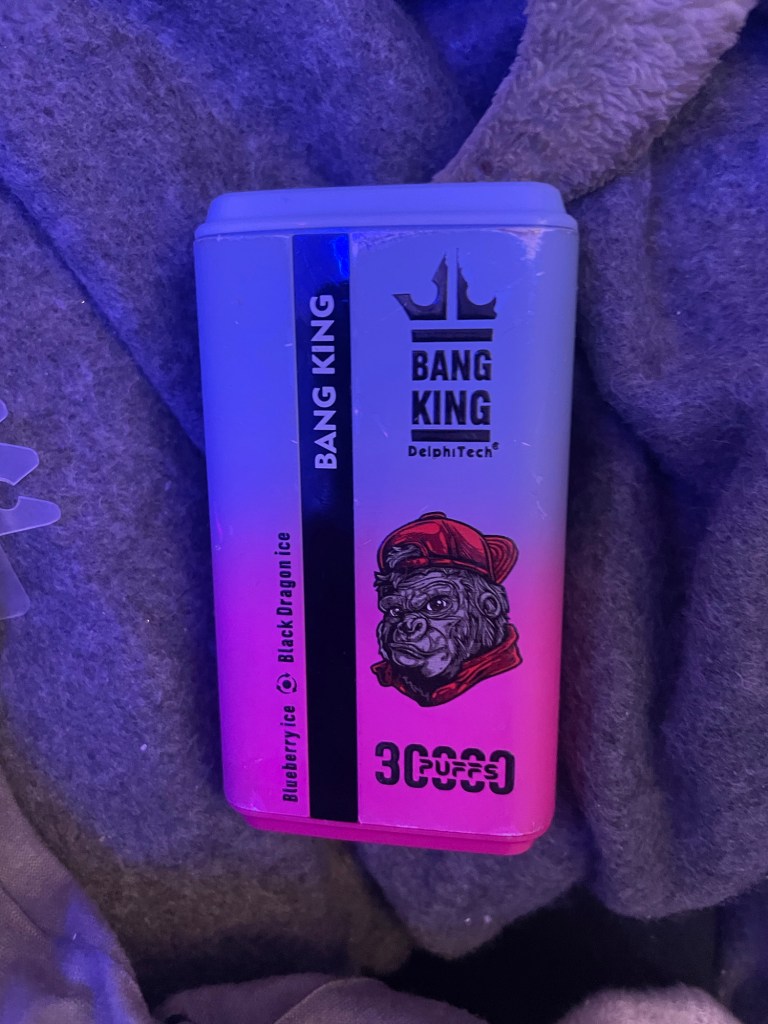 BANG KING
BANG
KING
DelphiTech®
Blueberry ice Black Dragon ice
30000
PUFFS